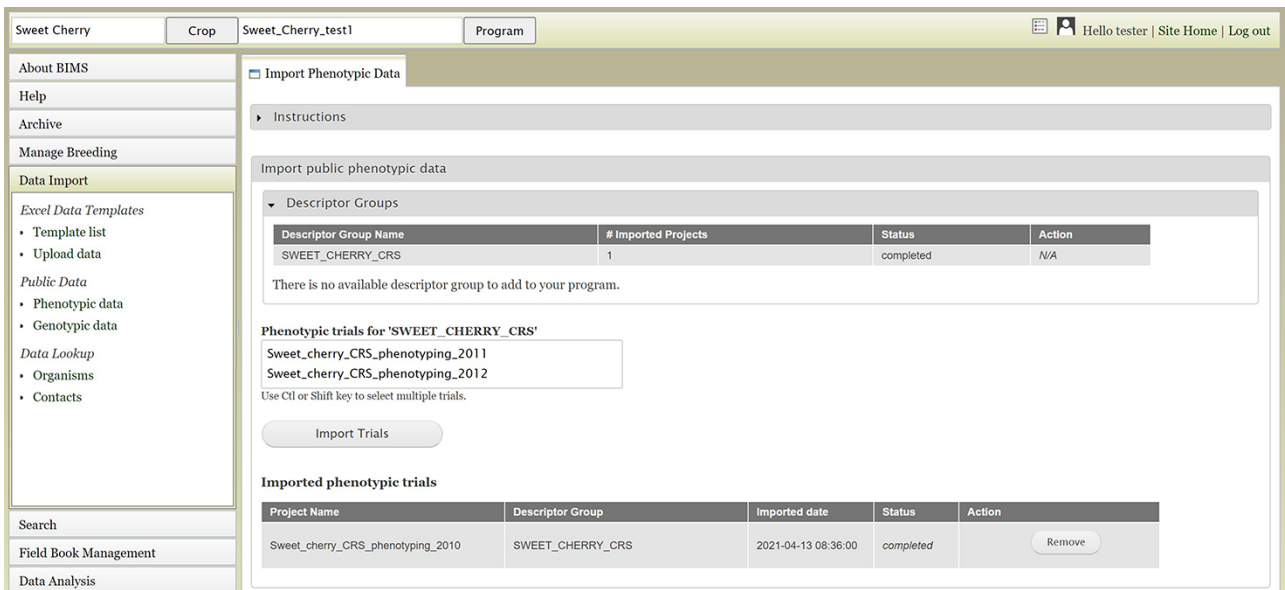 Sweet Cherry Crop Sweet_Cherry_test1 Program Hello tester | Site Home | Log out
About BIMS
Help
Archive
Manage Breeding
Data Import
Excel Data Templates
• Template list
• Upload data
Public Data
• Phenotypic data
• Genotypic data
Data Lookup
• Organisms
• Contacts
Search
Field Book Management
Data Analysis
Import Phenotypic Data
Instructions
Import public phenotypic data
Descriptor Groups
Descriptor Group Name # Imported Projects Status Action
SWEET_CHERRY_CRS 1 completed N/A
There is no available descriptor group to add to your program.
Phenotypic trials for 'SWEET_CHERRY_CRS'
Sweet_cherry_CRS_phenotyping_2011
Sweet_cherry_CRS_phenotyping_2012
Use Ctl or Shift key to select multiple trials.
Import Trials
Imported phenotypic trials
Project Name Descriptor Group Imported date Status Action
Sweet_cherry_CRS_phenotyping_2010 SWEET_CHERRY_CRS 2021-04-13 08:36:00 completed Remove